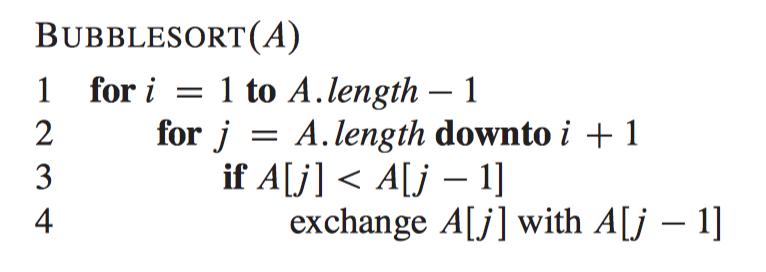 BUBBLESORT(A)
1 for i = 1 to A.length – 1
2 for j = A.length downto i + 1
3 if A[j] < A[j – 1]
4 exchange A[j] with A[j – 1]